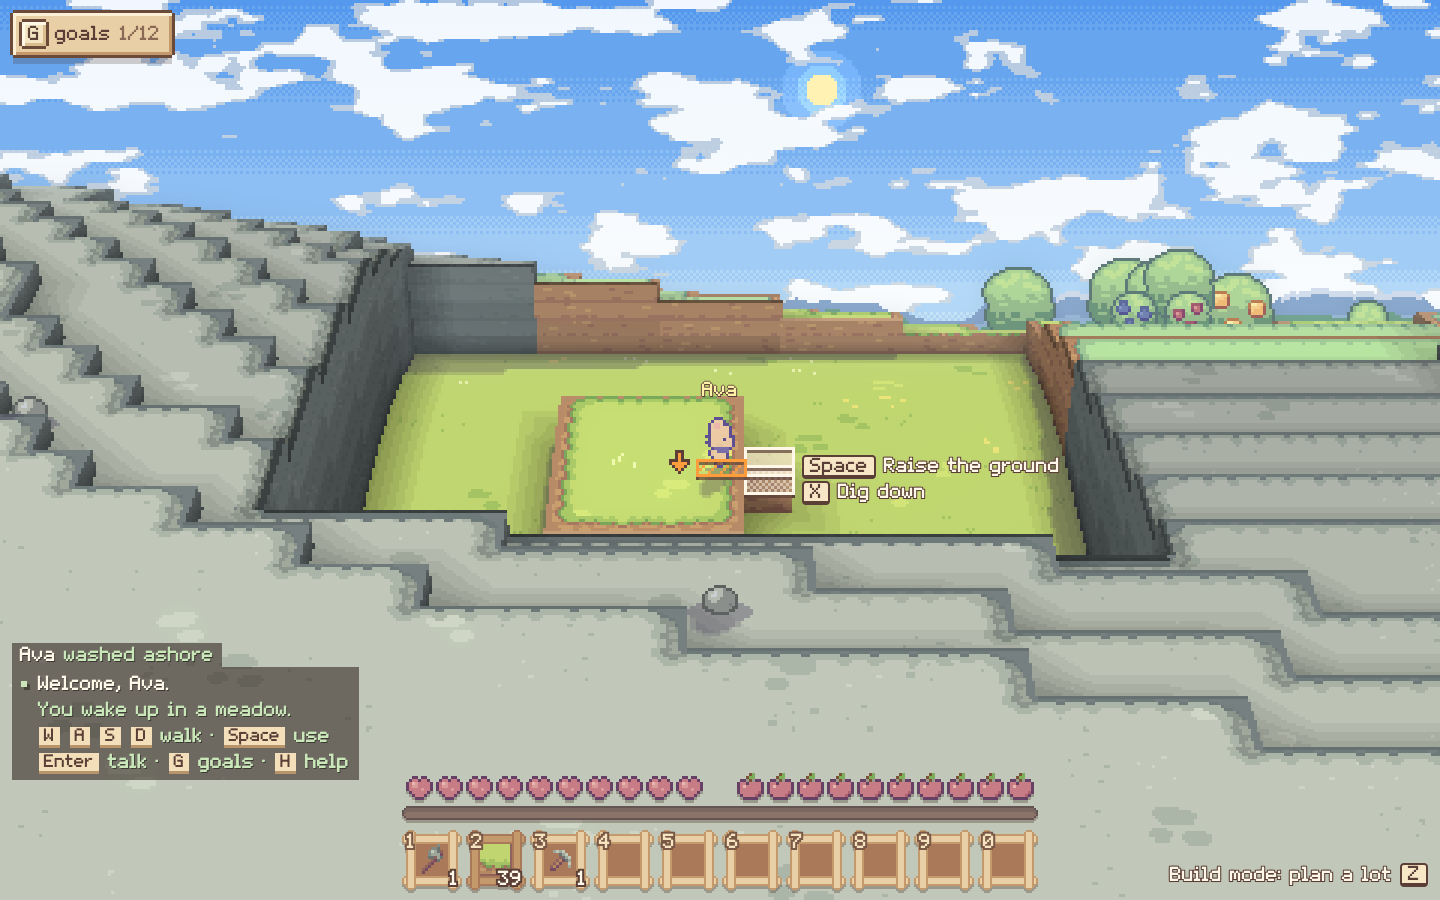 G goals 1/12
Ava
Space Raise the ground
X Dig down
Ava washed ashore
Welcome, Ava.
You wake up in a meadow.
W A S D walk · Space use
Enter talk · G goals · H help
1 2 3 4 5 6 7 8 9 0
1 39 1
Build mode: plan a lot Z